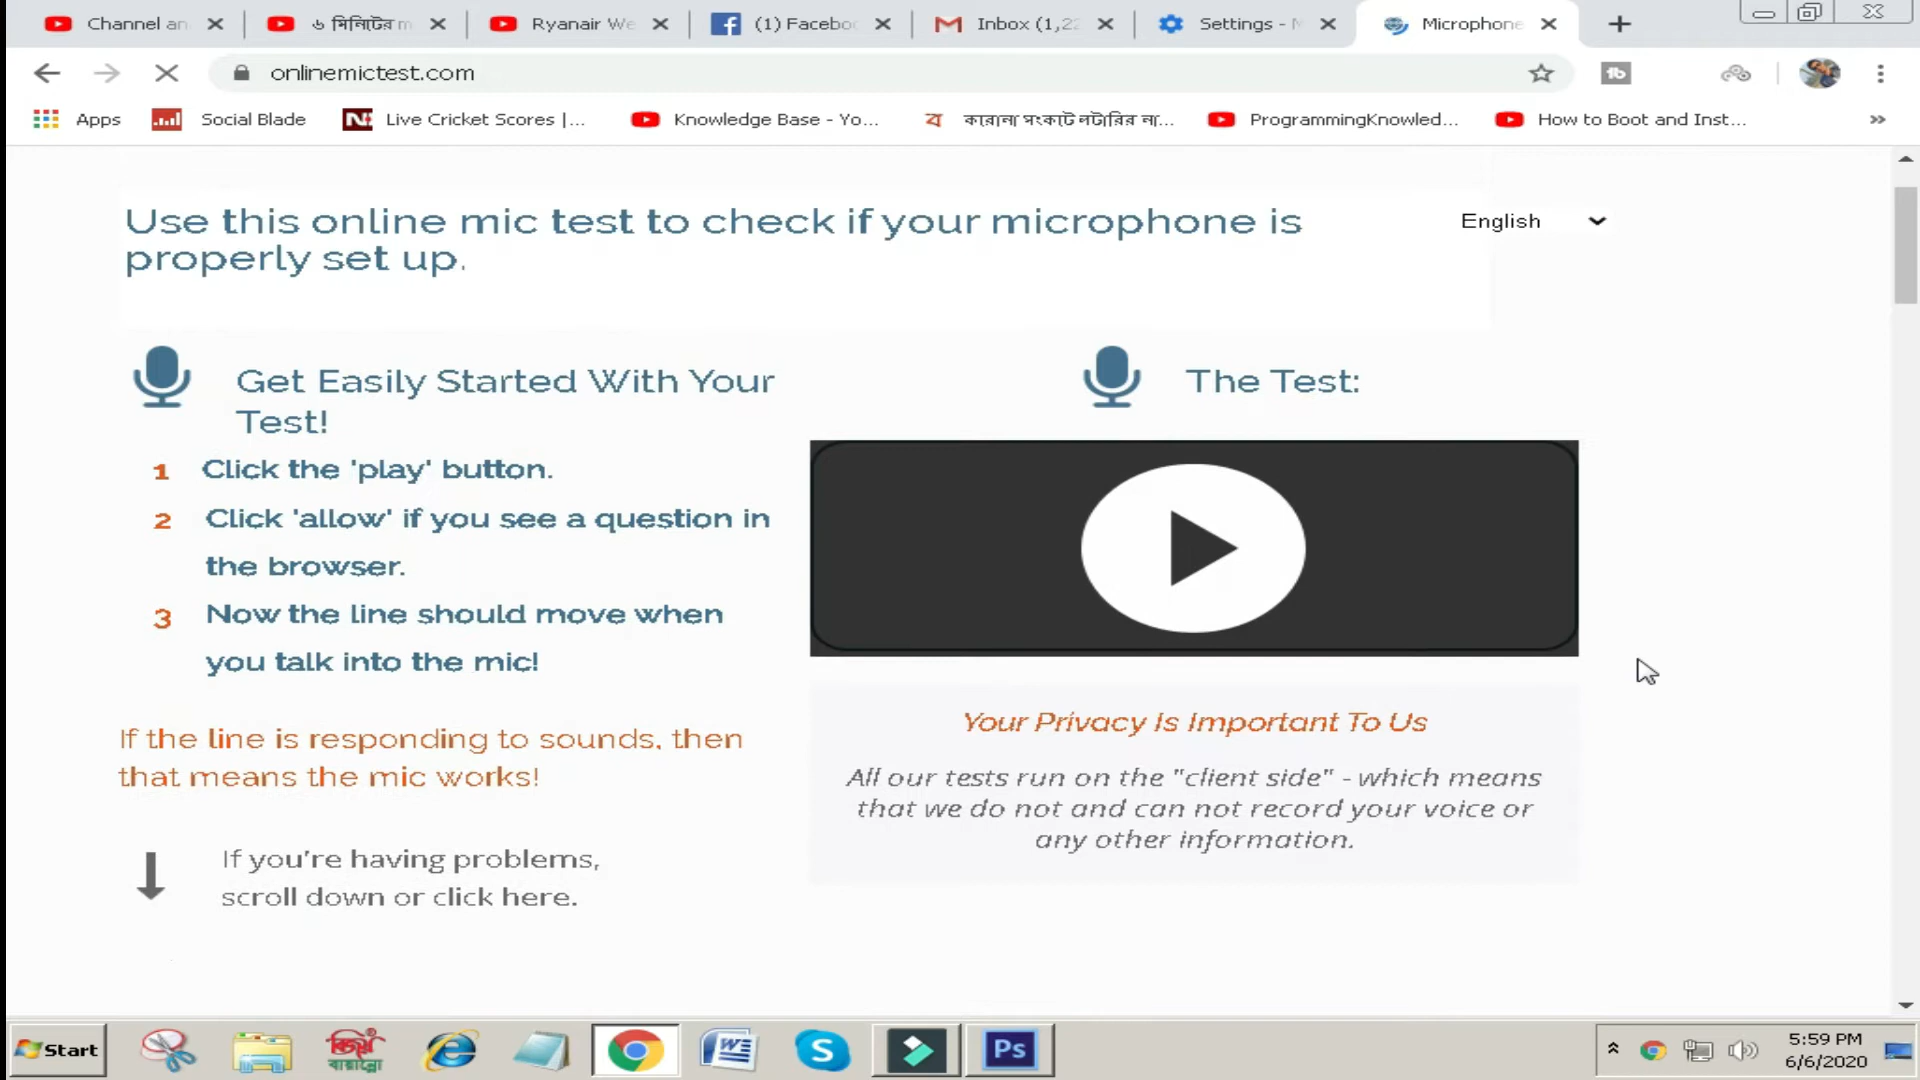 Channel an
৬ মিনিটের m
Ryanair We
(1) Facebo
Inbox (1,22
Settings - M
Microphone
onlinemictest.com
Apps
Social Blade
Live Cricket Scores |...
Knowledge Base - Yo...
করোনা সংকাটে লটারির না...
ProgrammingKnowled...
How to Boot and Inst...
Use this online mic test to check if your microphone is
properly set up.
English
Get Easily Started With Your
Test!
1 Click the 'play' button.
2 Click 'allow' if you see a question in
the browser.
3 Now the line should move when
you talk into the mic!
If the line is responding to sounds, then
that means the mic works!
If you're having problems,
scroll down or click here.
The Test:
Your Privacy Is Important To Us
All our tests run on the "client side" - which means
that we do not and can not record your voice or
any other information.
Start
বিজয়
বায়ান্নো
S
Ps
5:59 PM
6/6/2020